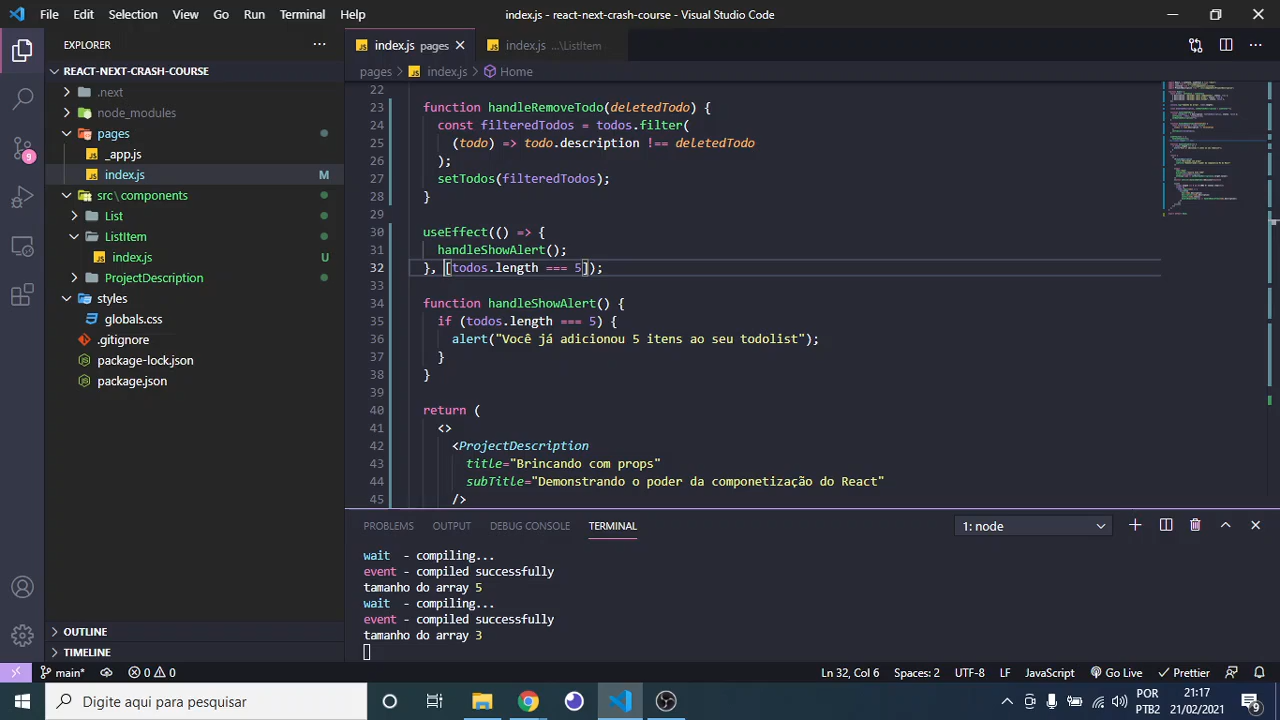 File Edit Selection View Go Run Terminal Help index.js - react-next-crash-course - Visual Studio Code
EXPLORER
REACT-NEXT-CRASH-COURSE
.next
node_modules
pages
_app.js
index.js M
src\components
List
ListItem
index.js U
ProjectDescription
styles
globals.css
.gitignore
package-lock.json
package.json
OUTLINE
TIMELINE
index.js pages index.js ...\ListItem
pages index.js Home
22
23 function handleRemoveTodo(deletedTodo) {
24 const filteredTodos = todos.filter(
25 (todo) => todo.description !== deletedTodo
26 );
27 setTodos(filteredTodos);
28 }
29
30 useEffect(() => {
31 handleShowAlert();
32 }, [todos.length === 5]);
33
34 function handleShowAlert() {
35 if (todos.length === 5) {
36 alert("Você já adicionou 5 itens ao seu todolist");
37 }
38 }
39
40 return (
41 <>
42 <ProjectDescription
43 title="Brincando com props"
44 subTitle="Demonstrando o poder da componetização do React"
45 />
PROBLEMS OUTPUT DEBUG CONSOLE TERMINAL 1: node
wait - compiling...
event - compiled successfully
tamanho do array 5
wait - compiling...
event - compiled successfully
tamanho do array 3
9
main* 0 0 Ln 32, Col 6 Spaces: 2 UTF-8 LF JavaScript Go Live Prettier
Digite aqui para pesquisar
POR
PTB2
21:17
21/02/2021
9